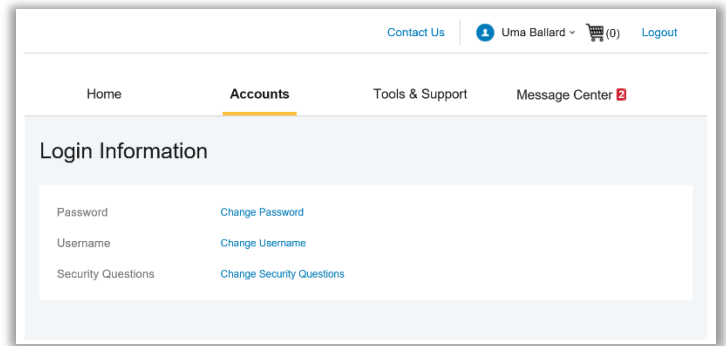 Contact Us Uma Ballard (0) Logout
Home Accounts Tools & Support Message Center 2
Login Information
Password Change Password
Username Change Username
Security Questions Change Security Questions